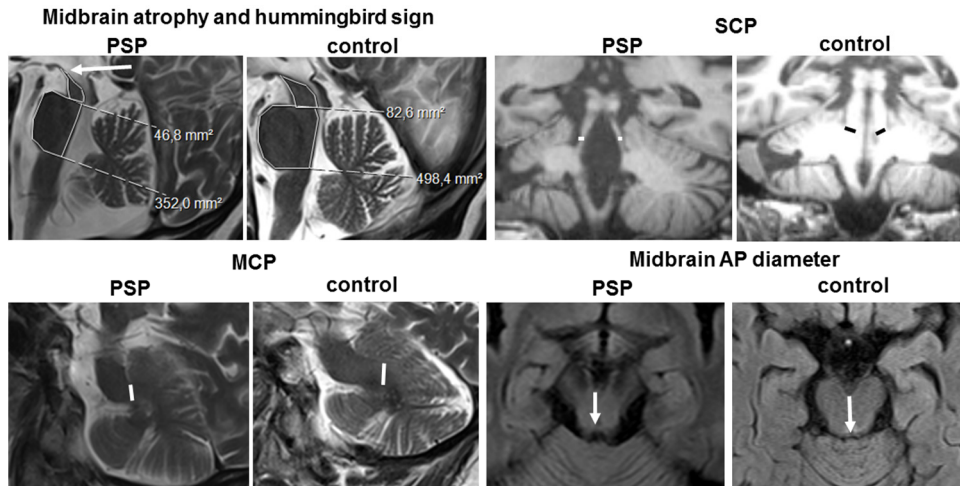 Midbrain atrophy and hummingbird sign
PSP
control
46,8 mm²
352,0 mm²
82,6 mm²
498,4 mm²
SCP
PSP
control
MCP
PSP
control
Midbrain AP diameter
PSP
control